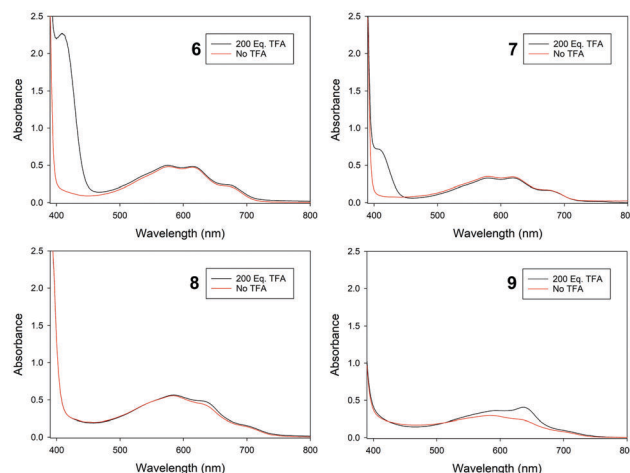 2.5
2.0
1.5
1.0
0.5
0.0
Absorbance
6
200 Eq. TFA
No TFA
400 500 600 700 800
Wavelength (nm)
2.5
2.0
1.5
1.0
0.5
0.0
Absorbance
7
200 Eq. TFA
No TFA
400 500 600 700 80
Wavelength (nm)
2.5
2.0
1.5
1.0
0.5
0.0
Absorbance
8
200 Eq. TFA
No TFA
400 500 600 700 800
Wavelength (nm)
2.5
2.0
1.5
1.0
0.5
0.0
Absorbance
9
200 Eq. TFA
No TFA
400 500 600 700 800
Wavelength (nm)